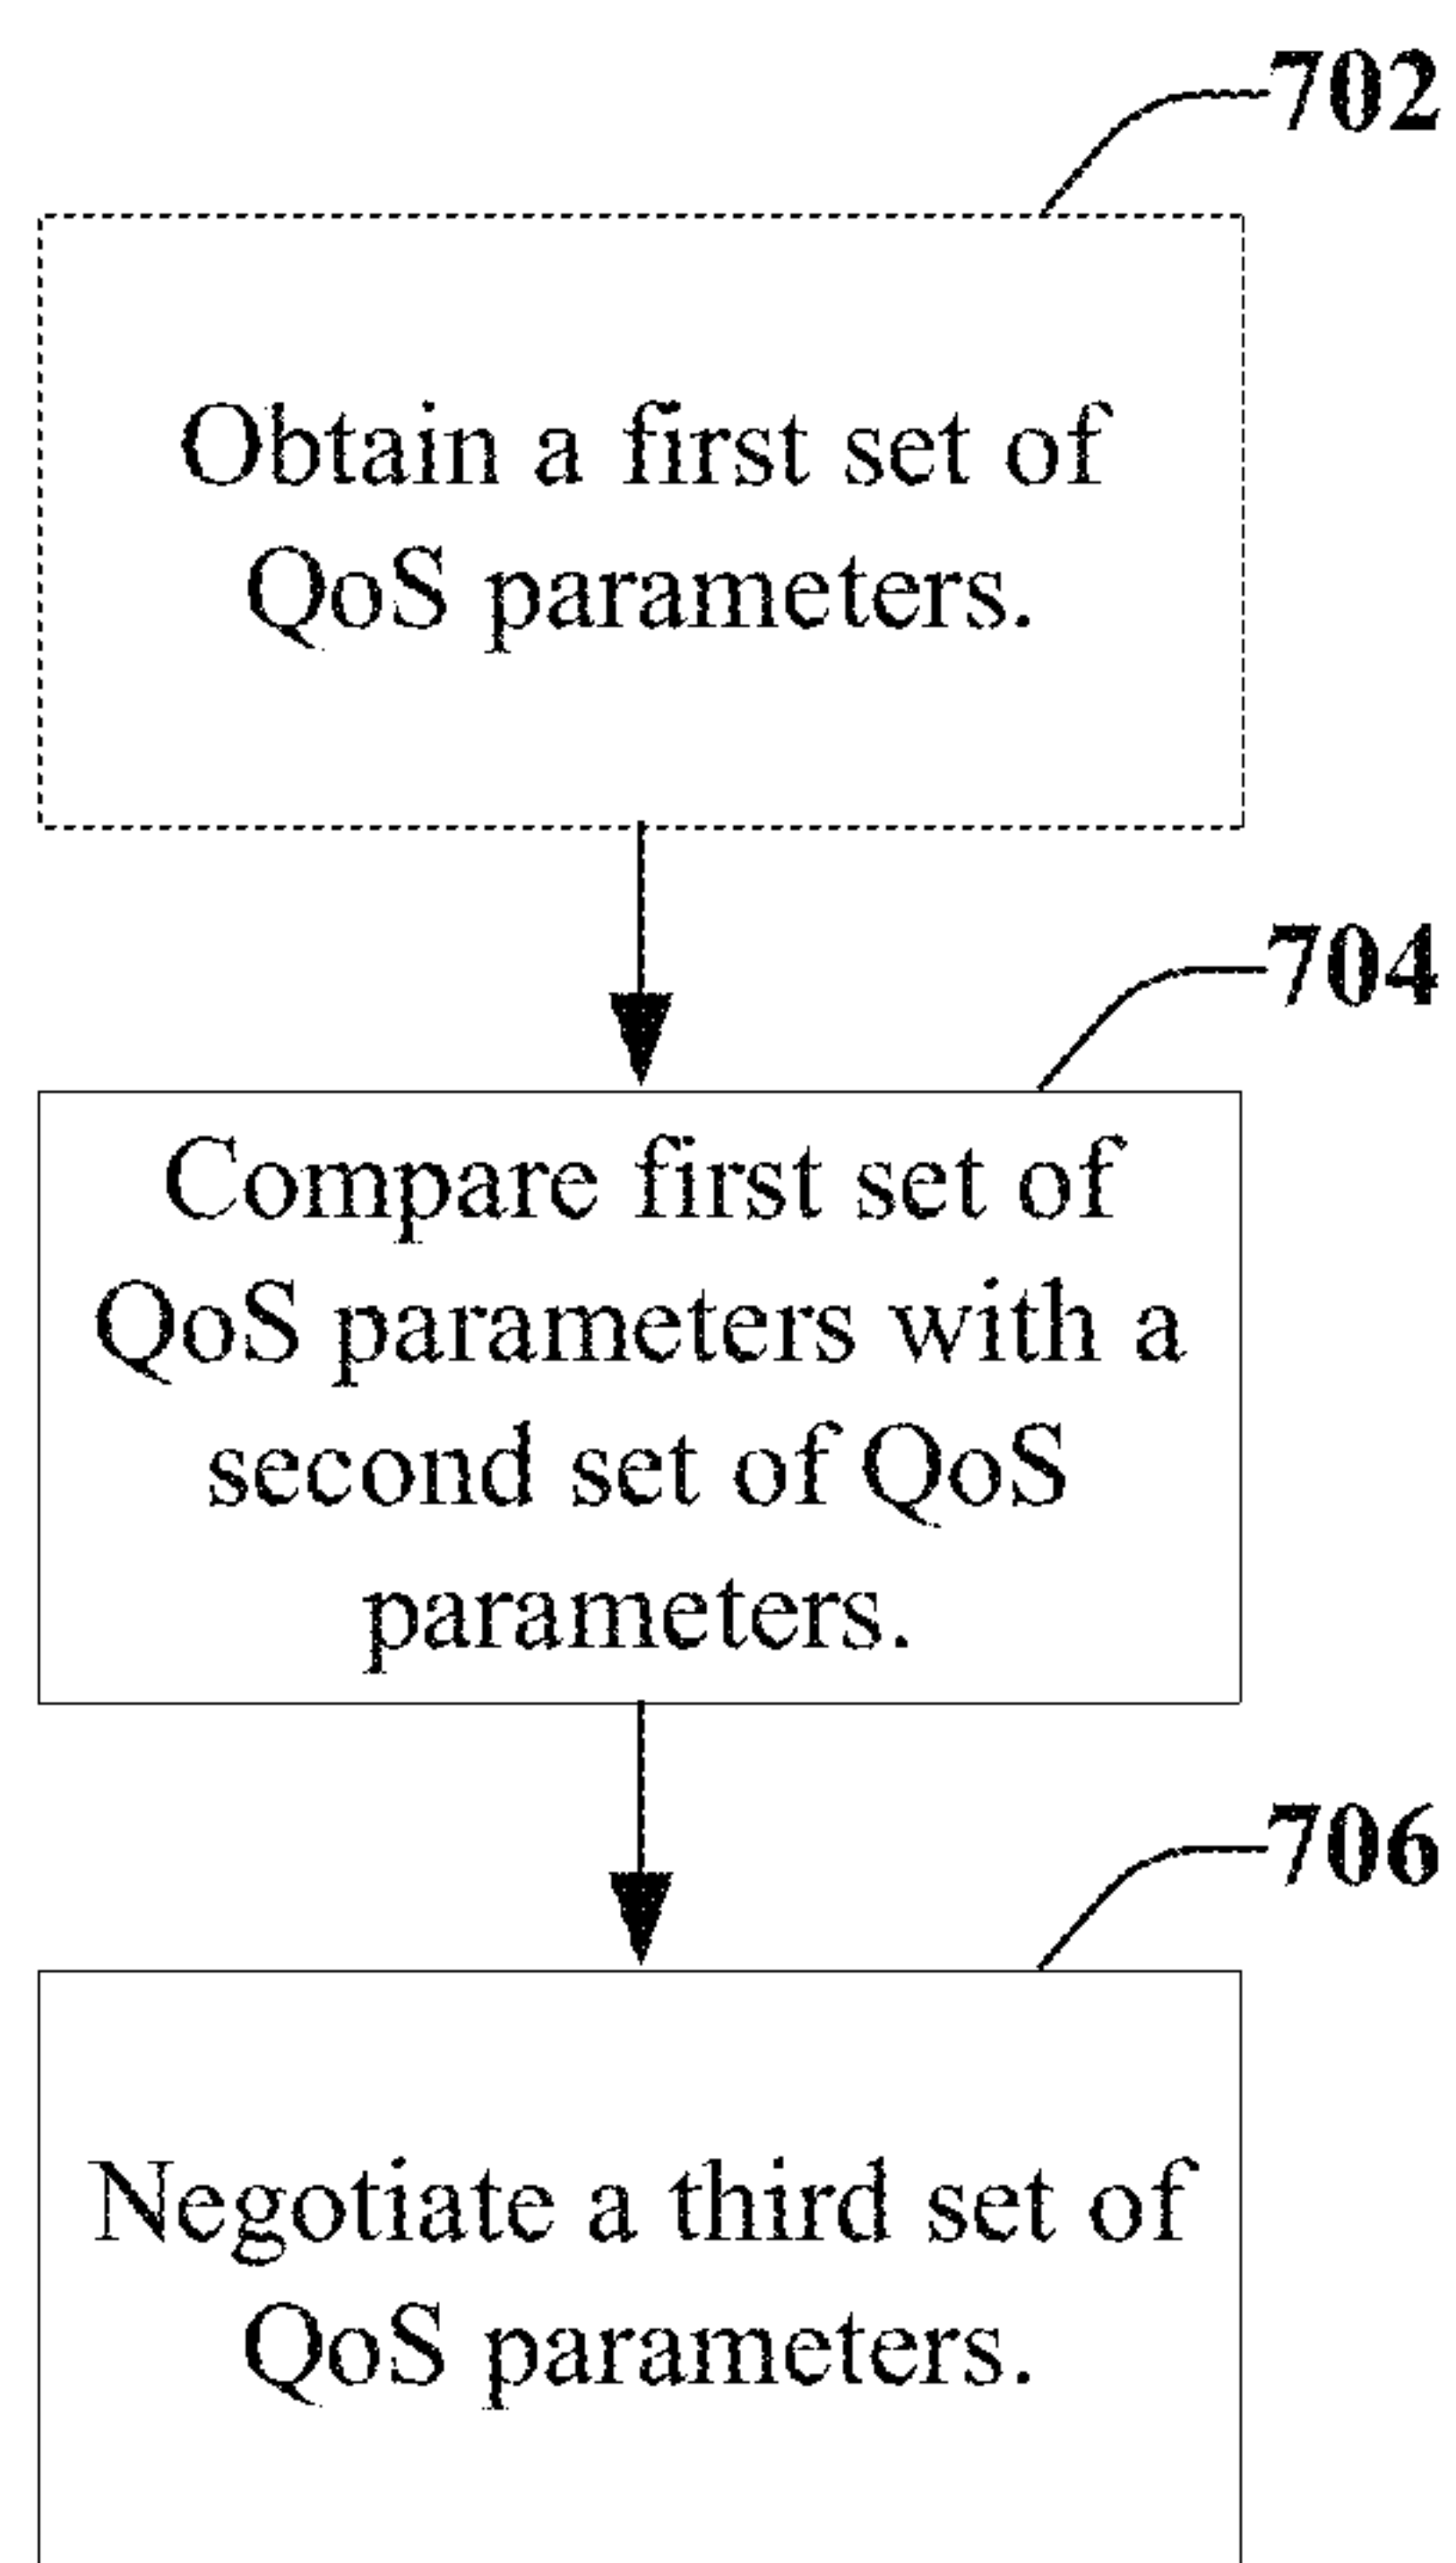 702
Obtain a first set of
QoS parameters.
704
Compare first set of
QoS parameters with a
second set of QoS
parameters.
706
Negotiate a third set of
QoS parameters.